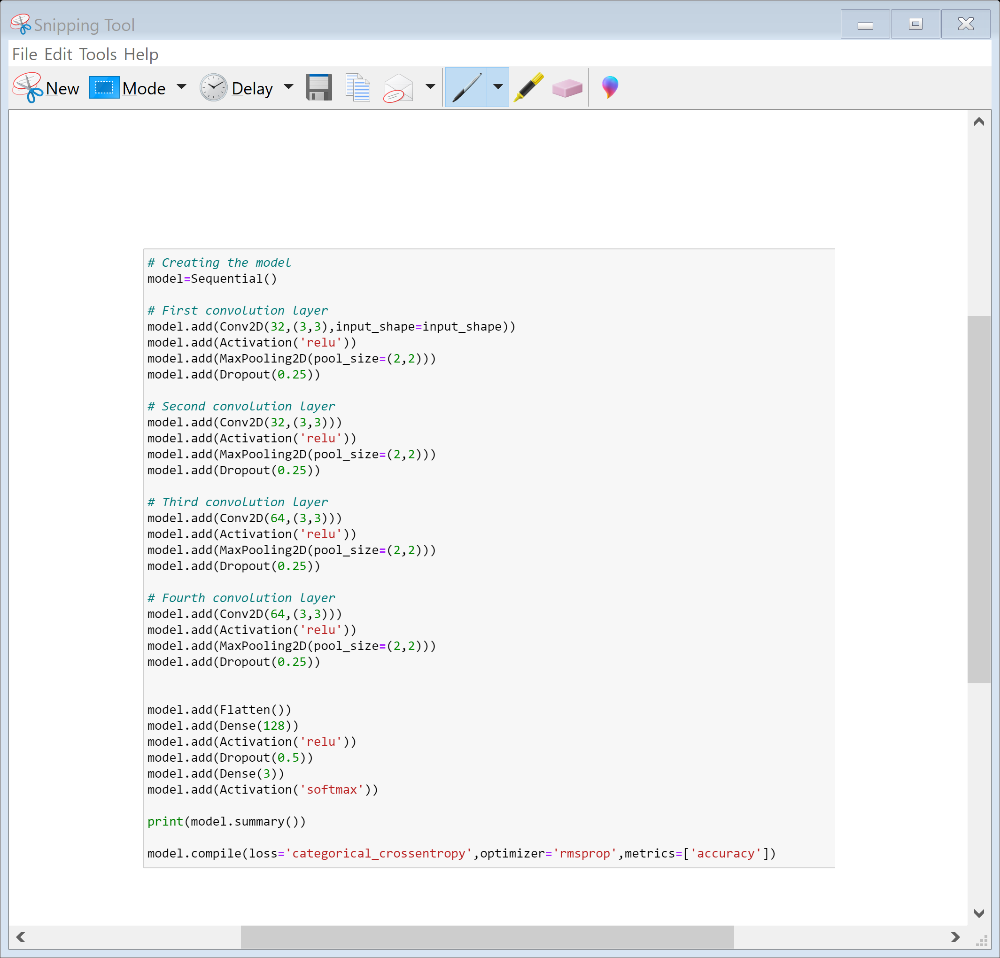 Snipping Tool
File Edit Tools Help
New Mode Delay
# Creating the model
model=Sequential()
# First convolution layer
model.add(Conv2D(32,(3,3),input_shape=input_shape))
model.add(Activation('relu'))
model.add(MaxPooling2D(pool_size=(2,2)))
model.add(Dropout(0.25))
# Second convolution layer
model.add(Conv2D(32,(3,3)))
model.add(Activation('relu'))
model.add(MaxPooling2D(pool_size=(2,2)))
model.add(Dropout(0.25))
# Third convolution layer
model.add(Conv2D(64,(3,3)))
model.add(Activation('relu'))
model.add(MaxPooling2D(pool_size=(2,2)))
model.add(Dropout(0.25))
# Fourth convolution layer
model.add(Conv2D(64,(3,3)))
model.add(Activation('relu'))
model.add(MaxPooling2D(pool_size=(2,2)))
model.add(Dropout(0.25))
model.add(Flatten())
model.add(Dense(128))
model.add(Activation('relu'))
model.add(Dropout(0.5))
model.add(Dense(3))
model.add(Activation('softmax'))
print(model.summary())
model.compile(loss='categorical_crossentropy',optimizer='rmsprop',metrics=['accuracy'])